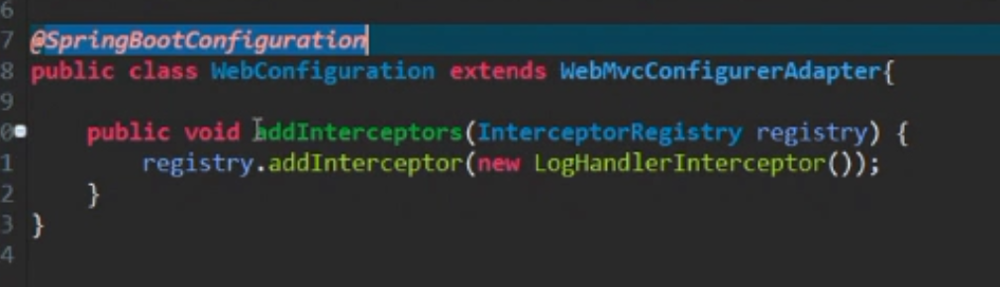 6
7 @SpringBootConfiguration
8 public class WebConfiguration extends WebMvcConfigurerAdapter{
9
0 public void addInterceptors(InterceptorRegistry registry) {
1 registry.addInterceptor(new LogHandlerInterceptor());
2 }
3 }
4